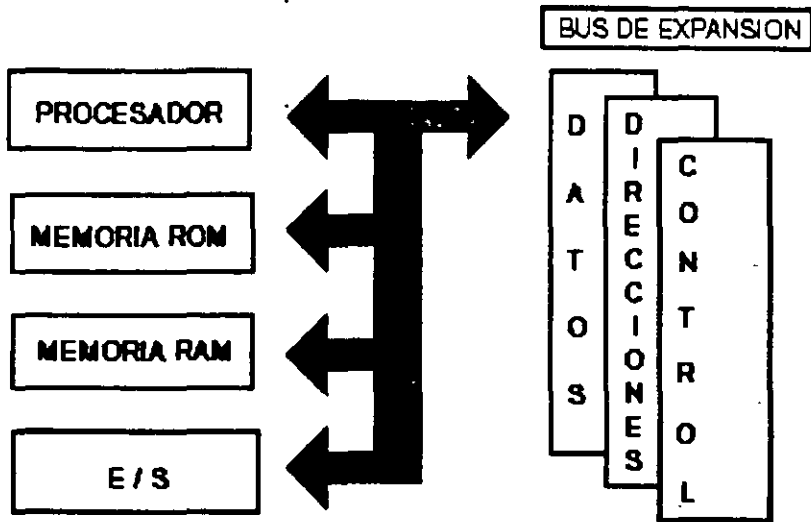 BUS DE EXPANSION
PROCESADOR
MEMORIA ROM
MEMORIA RAM
E / S
DATOS
DIRECCIONES
CONTROL